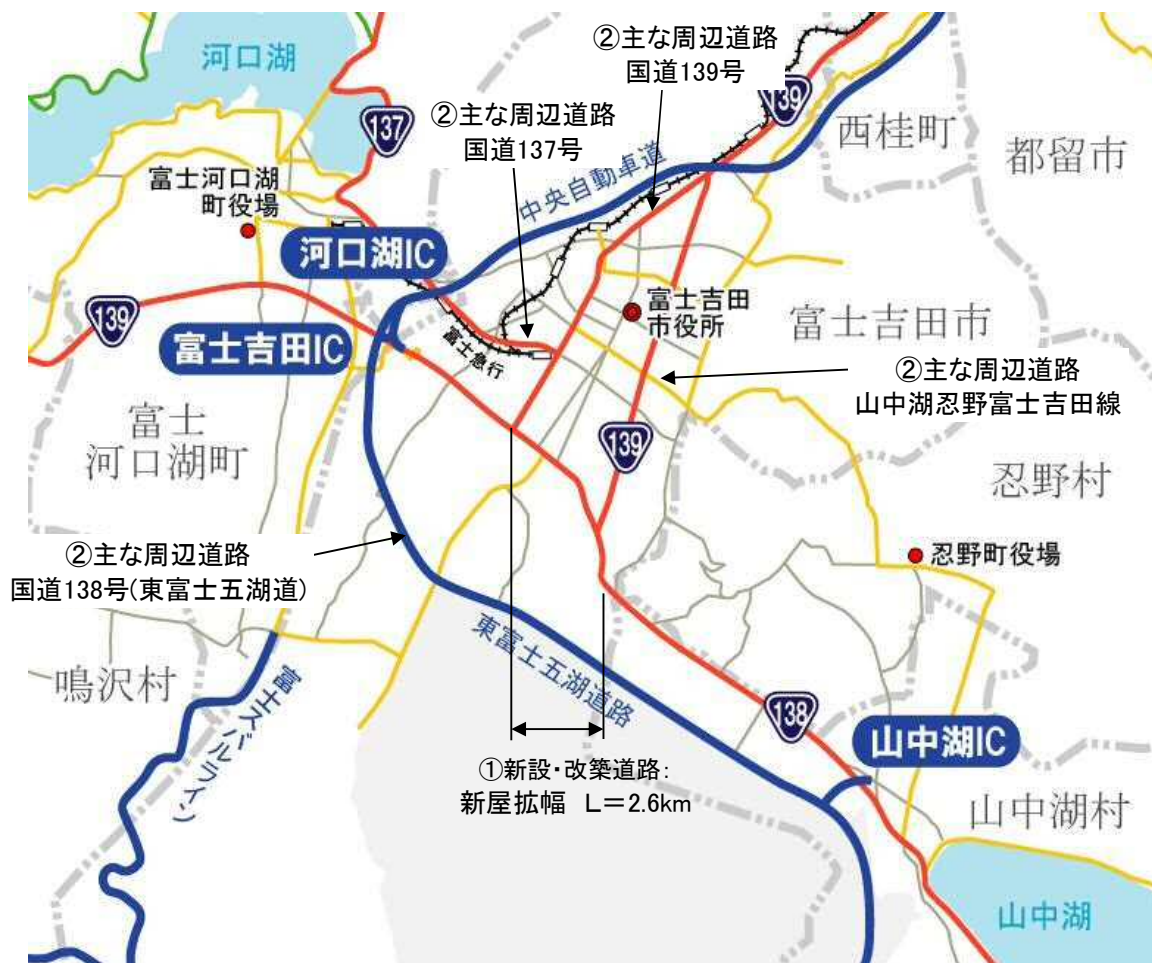 河口湖
②主な周辺道路
国道139号
139
137
②主な周辺道路
国道137号
西桂町
都留市
中央自動車道
富士河口湖
町役場
河口湖IC
139
富士吉田IC
富士急行
富士吉田
市役所
富士吉田市
②主な周辺道路
山中湖忍野富士吉田線
富士
河口湖町
139
忍野村
②主な周辺道路
国道138号(東富士五湖道)
忍野町役場
東富士五湖道路
鳴沢村
富士スバルライン
138
山中湖IC
①新設・改築道路:
新屋拡幅 L=2.6km
山中湖村
山中湖